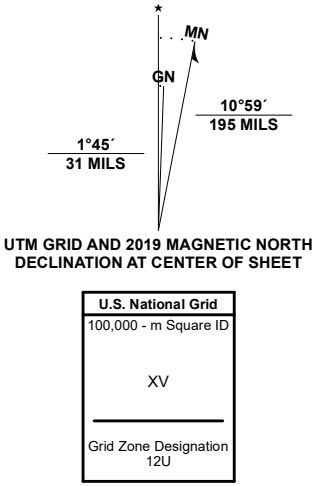 ★
MN
GN
10°59´
195 MILS
1°45´
31 MILS
UTM GRID AND 2019 MAGNETIC NORTH
DECLINATION AT CENTER OF SHEET
U.S. National Grid
100,000 - m Square ID
XV
Grid Zone Designation
12U